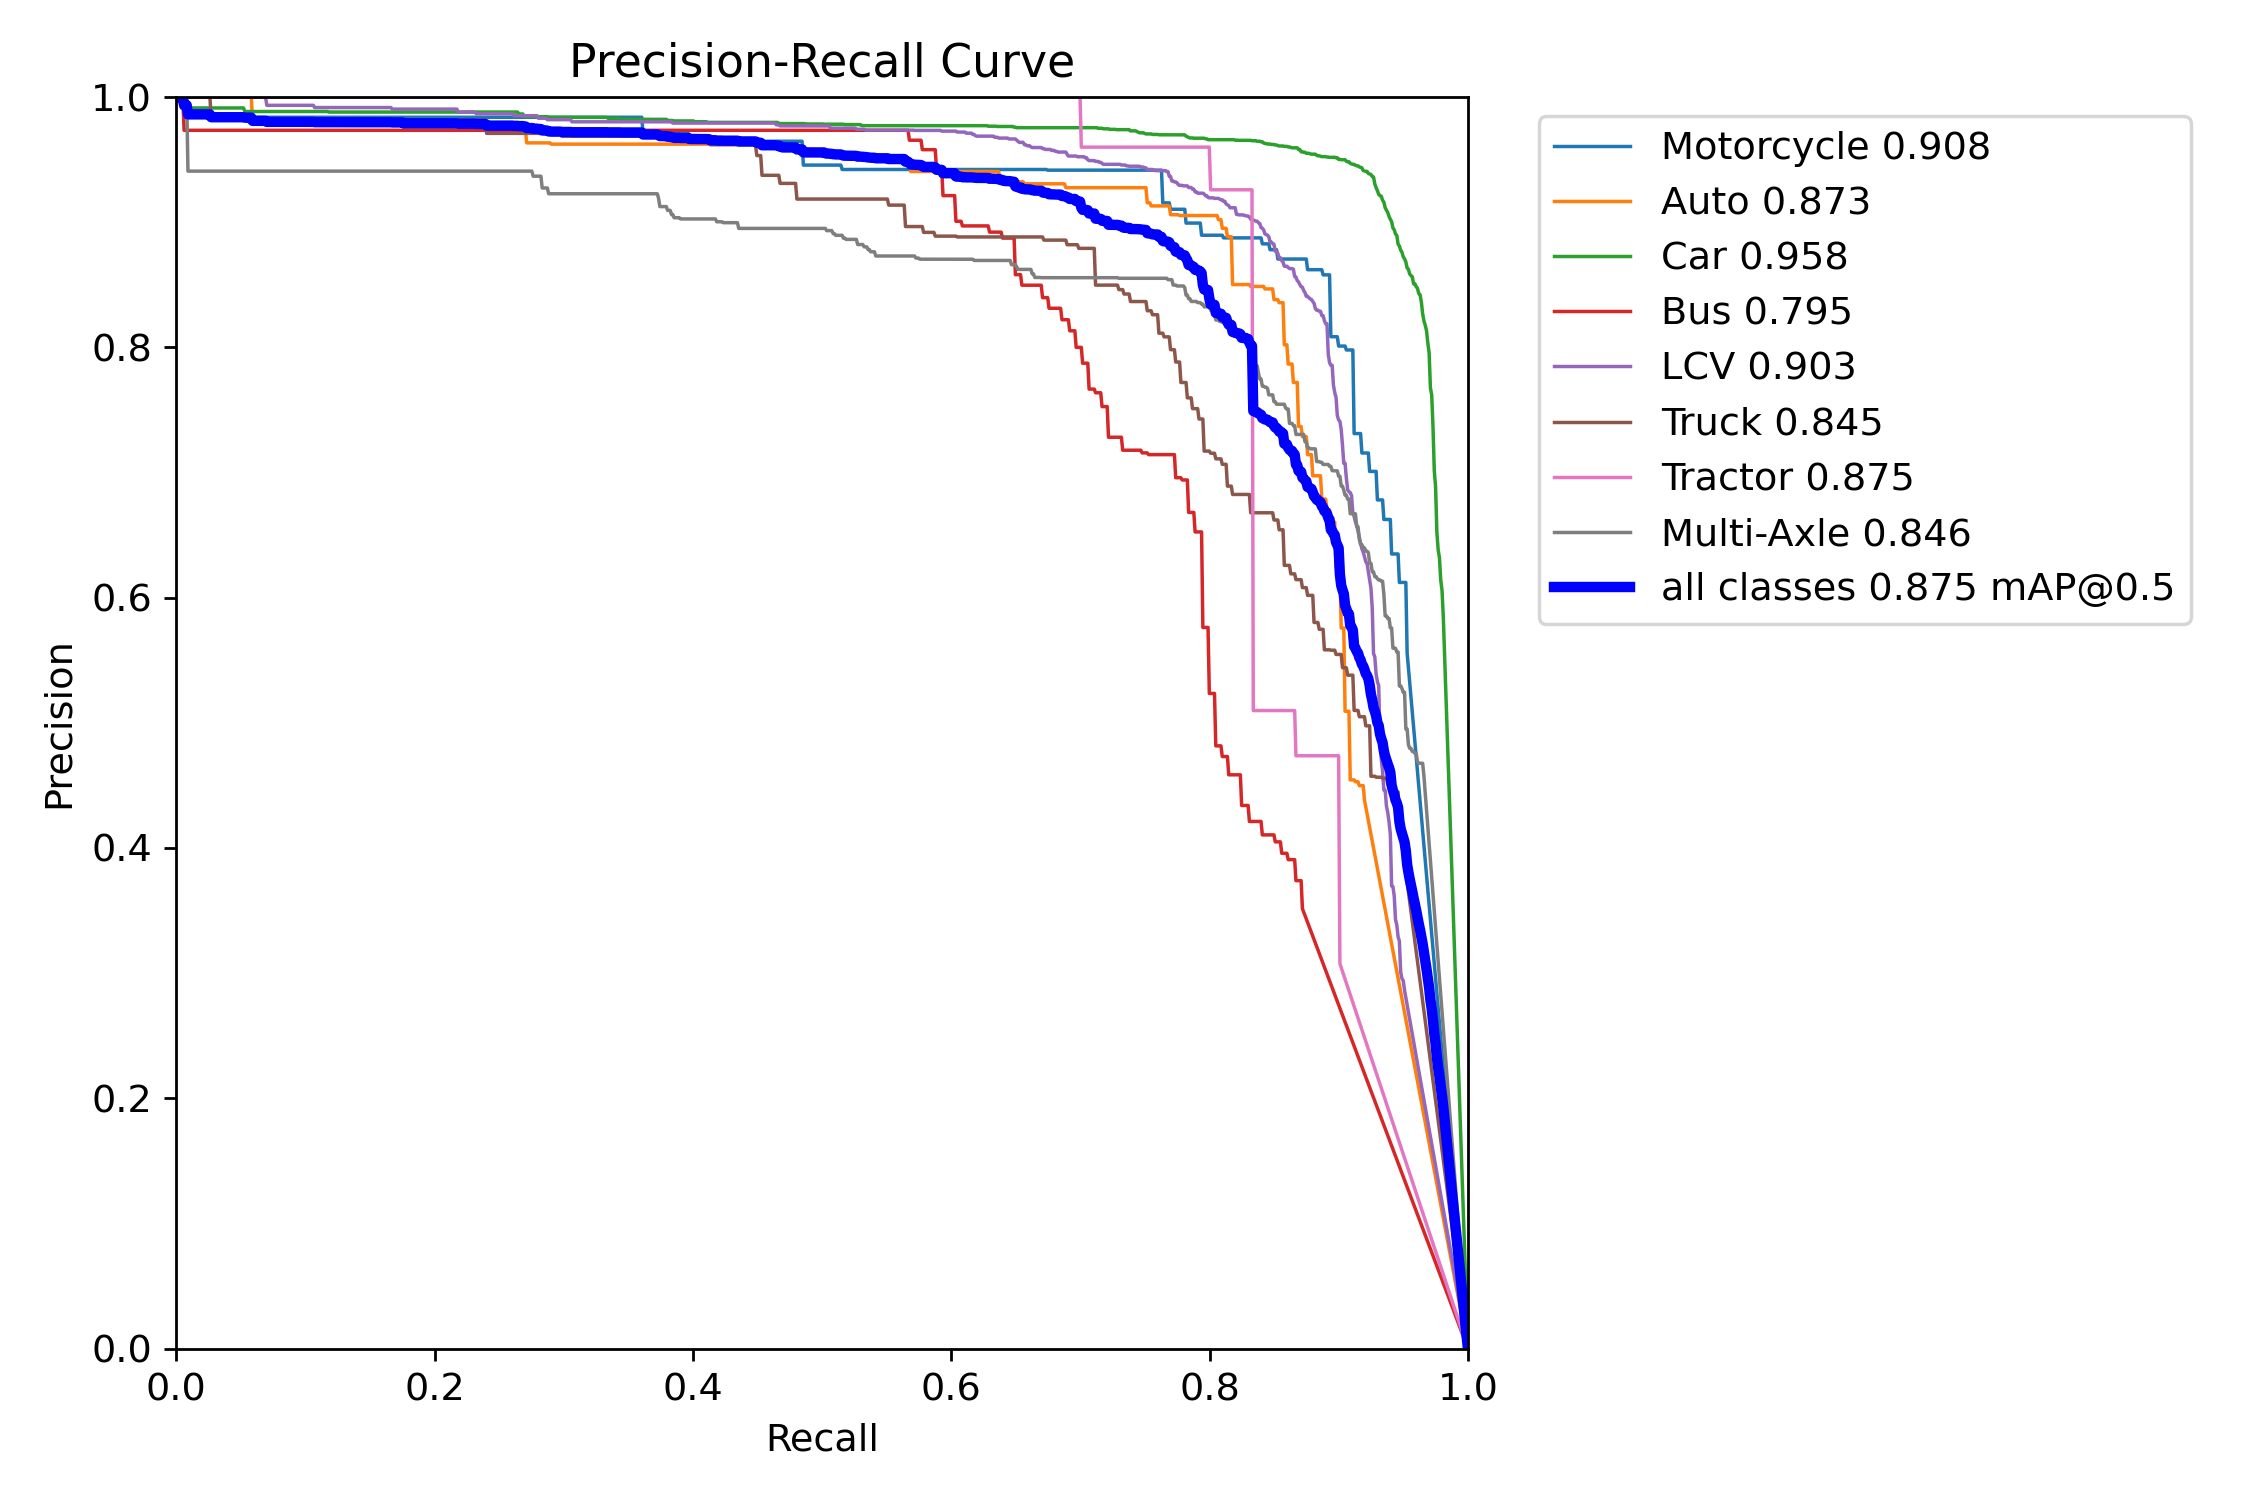 Precision-Recall Curve
1.0
0.8
0.6
0.4
0.2
0.0
Precision
0.0 0.2 0.4 0.6 0.8 1.0
Recall
Motorcycle 0.908
Auto 0.873
Car 0.958
Bus 0.795
LCV 0.903
Truck 0.845
Tractor 0.875
Multi-Axle 0.846
all classes 0.875 mAP@0.5